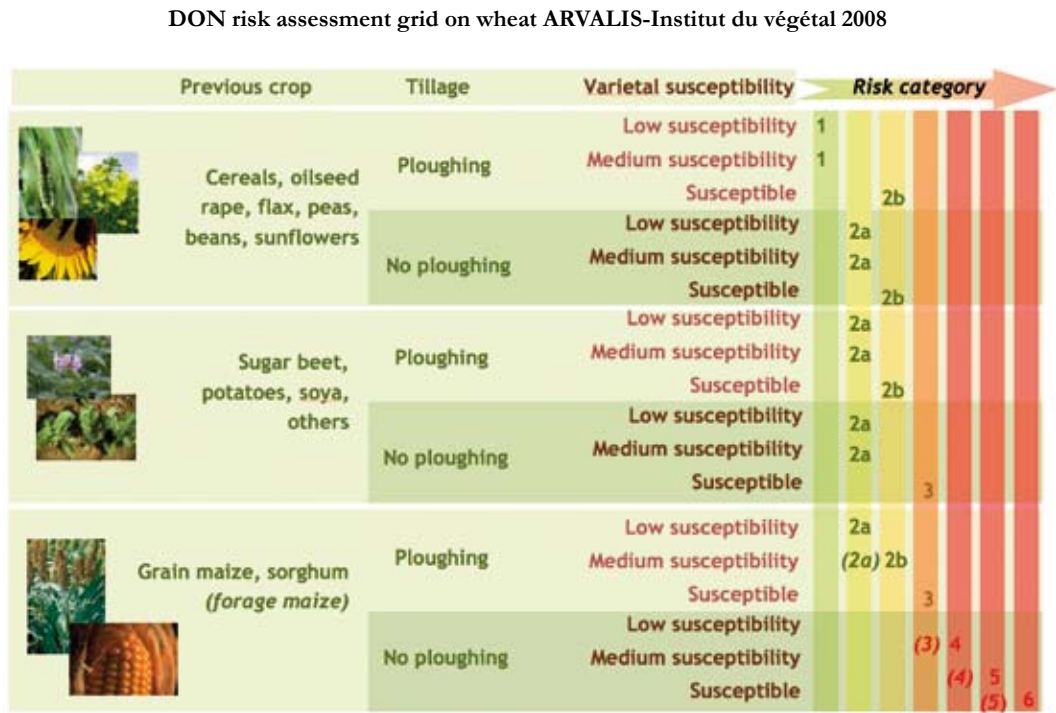 DON risk assessment grid on wheat ARVALIS-Institut du végétal 2008
Previous crop Tillage Varietal susceptibility Risk category
Cereals, oilseed
rape, flax, peas,
beans, sunflowers
Ploughing
Low susceptibility 1
Medium susceptibility 1
Susceptible 2b
No ploughing
Low susceptibility 2a
Medium susceptibility 2a
Susceptible 2b
Sugar beet,
potatoes, soya,
others
Ploughing
Low susceptibility 2a
Medium susceptibility 2a
Susceptible 2b
No ploughing
Low susceptibility 2a
Medium susceptibility 2a
Susceptible 3
Grain maize, sorghum
(forage maize)
Ploughing
Low susceptibility 2a
Medium susceptibility (2a) 2b
Susceptible 3
No ploughing
Low susceptibility (3) 4
Medium susceptibility (4) 5
Susceptible (5) 6